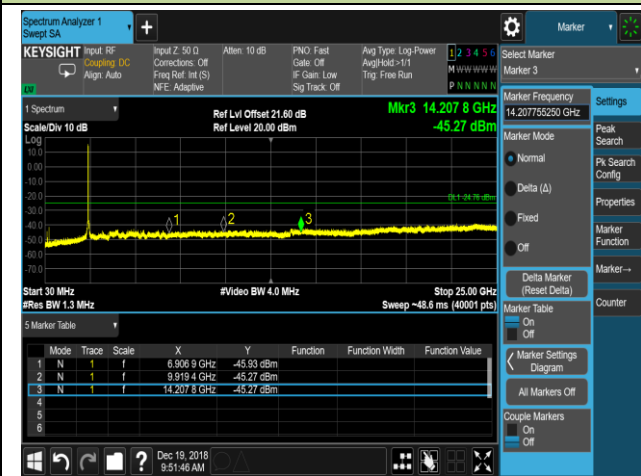 Spectrum Analyzer 1
Swept SA
+
Marker
KEYSIGHT
Input: RF
Coupling: DC
Align: Auto
Input Z: 50 Ω
Corrections: Off
Freq Ref: Int (S)
NFE: Adaptive
Atten: 10 dB
PNO: Fast
Gate: Off
IF Gain: Low
Sig Track: Off
Avg Type: Log-Power
Avg|Hold:>1/1
Trig: Free Run
1 2 3 4 5 6
M W W W W W
P N N N N N
LXI
Select Marker
Marker 3
1 Spectrum
Scale/Div 10 dB
Ref Lvl Offset 21.60 dB
Ref Level 20.00 dBm
Mkr3 14.207 8 GHz
-45.27 dBm
Log
10.0
0.00
-10.0
-20.0
-30.0
-40.0
-50.0
-60.0
-70.0
DL1 -24.76 dBm
1
2
3
Start 30 MHz
#Video BW 4.0 MHz
Stop 25.00 GHz
#Res BW 1.3 MHz
Sweep ~48.6 ms (40001 pts)
5 Marker Table
Mode Trace Scale X Y Function Function Width Function Value
1 N 1 f 6.906 9 GHz -45.93 dBm
2 N 1 f 9.919 4 GHz -45.27 dBm
3 N 1 f 14.207 8 GHz -45.27 dBm
4
5
6
Marker Frequency
14.207755250 GHz
Marker Mode
Normal
Delta (Δ)
Fixed
Off
Delta Marker
(Reset Delta)
Marker Table
On
Off
Marker Settings
Diagram
All Markers Off
Couple Markers
On
Off
Settings
Peak
Search
Pk Search
Config
Properties
Marker
Function
Marker→
Counter
?
Dec 19, 2018
9:51:46 AM